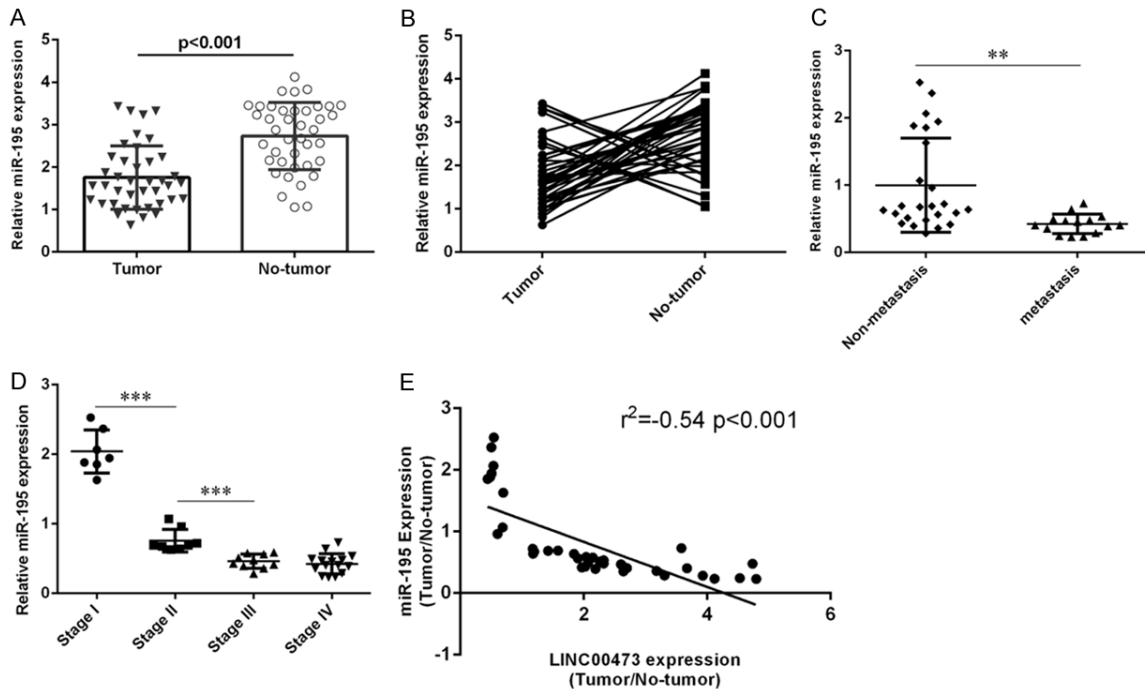 A
Relative miR-195 expression
5
4
3
2
1
0
p<0.001
Tumor
No-tumor
B
Relative miR-195 expression
5
4
3
2
1
0
Tumor
No-tumor
C
Relative miR-195 expression
3
2
1
0
**
Non-metastasis
metastasis
D
Relative miR-195 expression
3
2
1
0
***
***
Stage I
Stage II
Stage III
Stage IV
E
miR-195 Expression
(Tumor/No-tumor)
3
2
1
0
-1
r²=-0.54 p<0.001
2
4
6
LINC00473 expression
(Tumor/No-tumor)